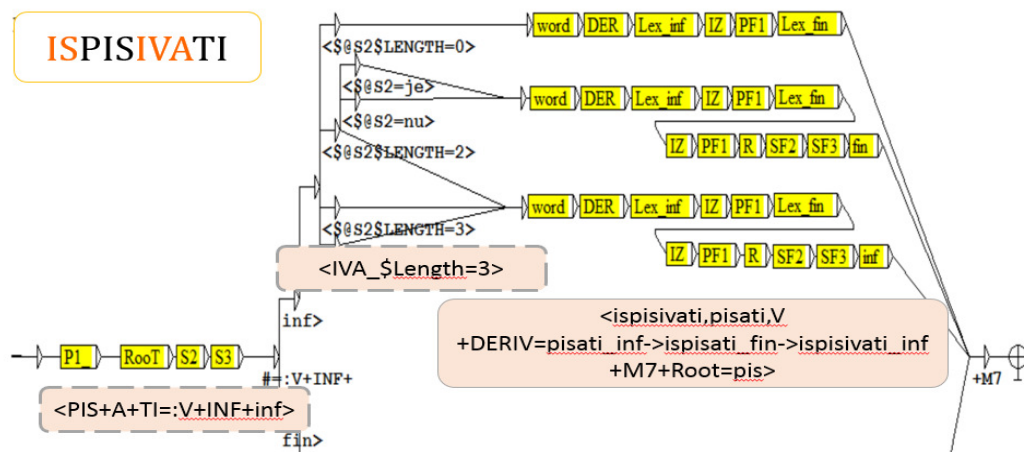 ISPISIVATI
word DER Lex_inf IZ PF1 Lex_fin
<$@S2$LENGTH=0>
<$@S2=je>
word DER Lex_inf IZ PF1 Lex_fin
<$@S2=nu>
IZ PF1 R SF2 SF3 fin
<$@S2$LENGTH=2>
word DER Lex_inf IZ PF1 Lex_fin
<$@S2$LENGTH=3>
IZ PF1 R SF2 SF3 inf
<IVA_$Length=3>
inf>
<ispisivati,pisati,V
+DERIV=pisati_inf->ispisati_fin->ispisivati_inf
+M7+Root=pis>
P1_ RooT S2 S3
#=:V+INF+
+M7
<PIS+A+TI=:V+INF+inf>
fin>